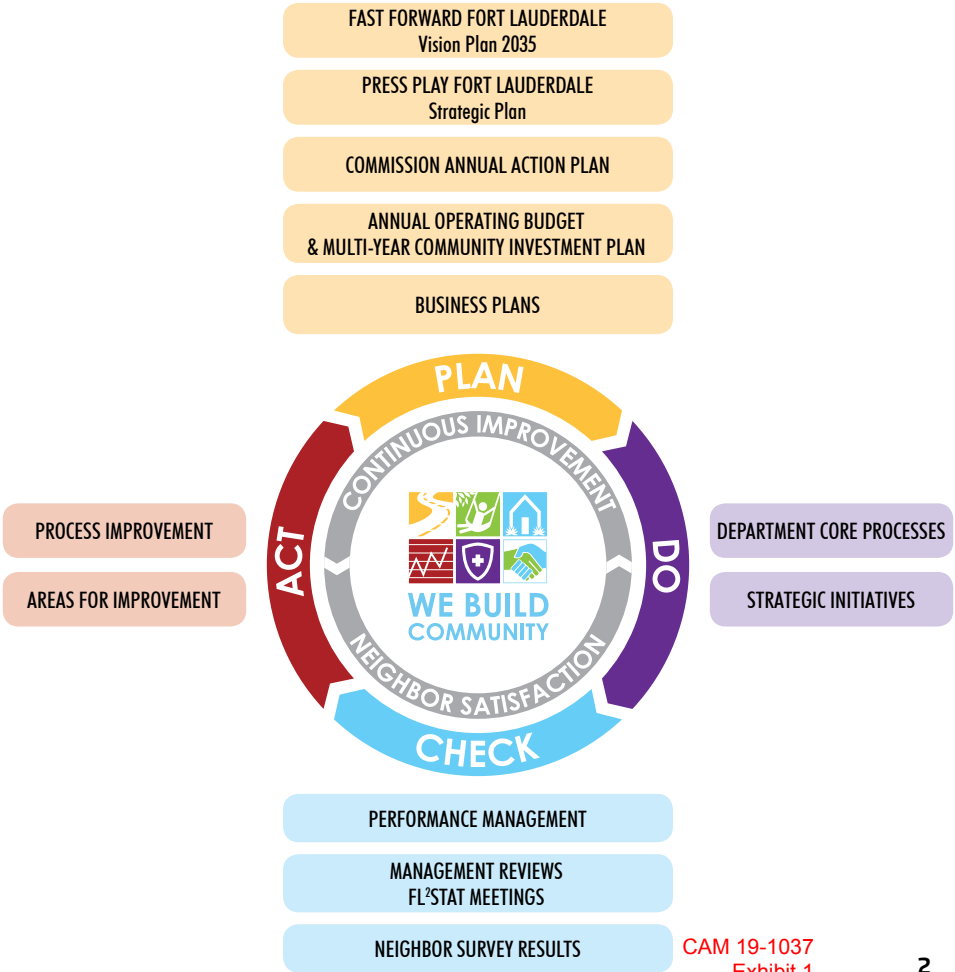 FAST FORWARD FORT LAUDERDALE
Vision Plan 2035
PRESS PLAY FORT LAUDERDALE
Strategic Plan
COMMISSION ANNUAL ACTION PLAN
ANNUAL OPERATING BUDGET
& MULTI-YEAR COMMUNITY INVESTMENT PLAN
BUSINESS PLANS
PLAN
CONTINUOUS IMPROVEMENT
ACT
DO
PROCESS IMPROVEMENT
AREAS FOR IMPROVEMENT
DEPARTMENT CORE PROCESSES
STRATEGIC INITIATIVES
WE BUILD
COMMUNITY
NEIGHBOR SATISFACTION
CHECK
PERFORMANCE MANAGEMENT
MANAGEMENT REVIEWS
FL²STAT MEETINGS
NEIGHBOR SURVEY RESULTS
CAM 19-1037
Exhibit 1
2